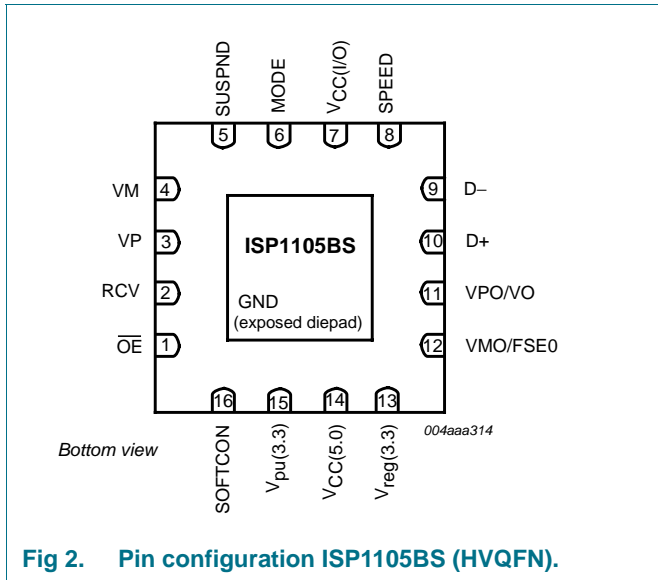 SUSPND
MODE
VCC(I/O)
SPEED
5
6
7
8
VM 4
9 D−
VP 3
10 D+
RCV 2
11 VPO/VO
O̅E̅ 1
12 VMO/FSE0
ISP1105BS
GND
(exposed diepad)
16
15
14
13
SOFTCON
Vpu(3.3)
VCC(5.0)
Vreg(3.3)
004aaa314
Bottom view
Fig 2. Pin configuration ISP1105BS (HVQFN).